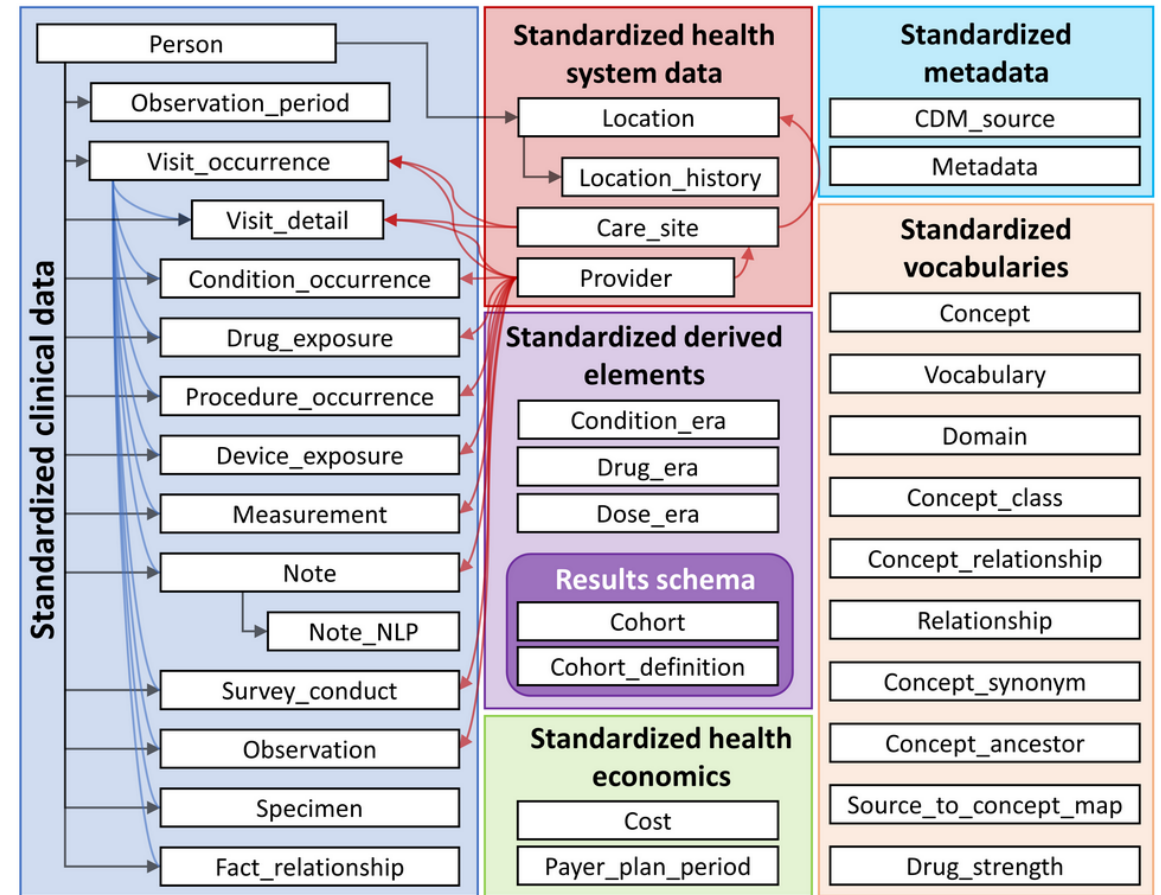 Standardized clinical data
Person
Observation_period
Visit_occurrence
Visit_detail
Condition_occurrence
Drug_exposure
Procedure_occurrence
Device_exposure
Measurement
Note
Note_NLP
Survey_conduct
Observation
Specimen
Fact_relationship
Standardized health
system data
Location
Location_history
Care_site
Provider
Standardized derived
elements
Condition_era
Drug_era
Dose_era
Results schema
Cohort
Cohort_definition
Standardized health
economics
Cost
Payer_plan_period
Standardized
metadata
CDM_source
Metadata
Standardized
vocabularies
Concept
Vocabulary
Domain
Concept_class
Concept_relationship
Relationship
Concept_synonym
Concept_ancestor
Source_to_concept_map
Drug_strength